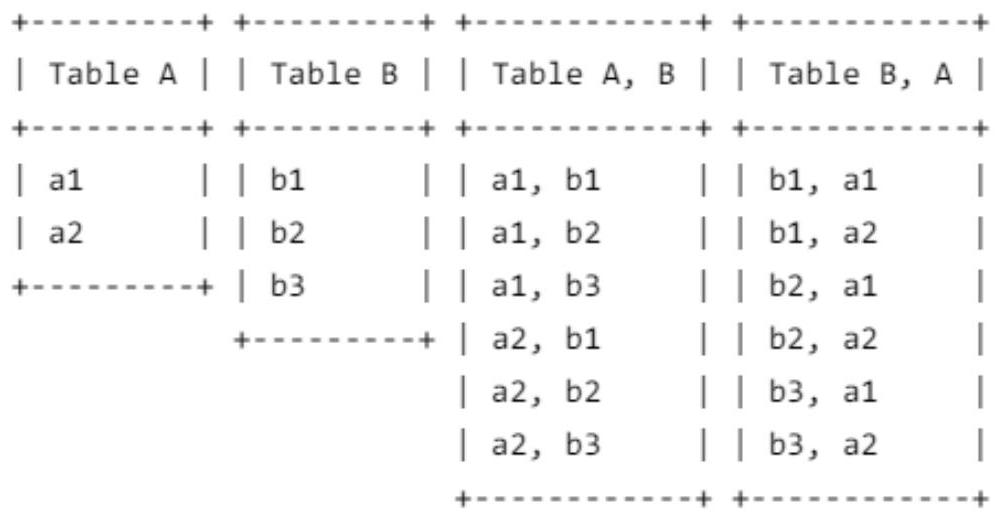 +---------+ +---------+ +------------+ +------------+
| Table A | | Table B | | Table A, B | | Table B, A |
+---------+ +---------+ +------------+ +------------+
| a1      | | b1      | | a1, b1     | | b1, a1     |
| a2      | | b2      | | a1, b2     | | b1, a2     |
+---------+ | b3      | | a1, b3     | | b2, a1     |
            +---------+ | a2, b1     | | b2, a2     |
                        | a2, b2     | | b3, a1     |
                        | a2, b3     | | b3, a2     |
                        +------------+ +------------+